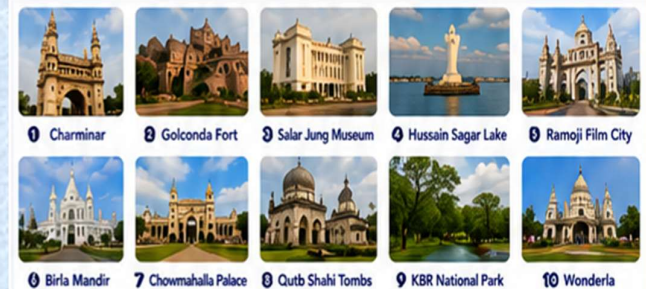 1 Charminar
2 Golconda Fort
3 Salar Jung Museum
4 Hussain Sagar Lake
5 Ramoji Film City
6 Birla Mandir
7 Chowmahalla Palace
8 Qutb Shahi Tombs
9 KBR National Park
10 Wonderla